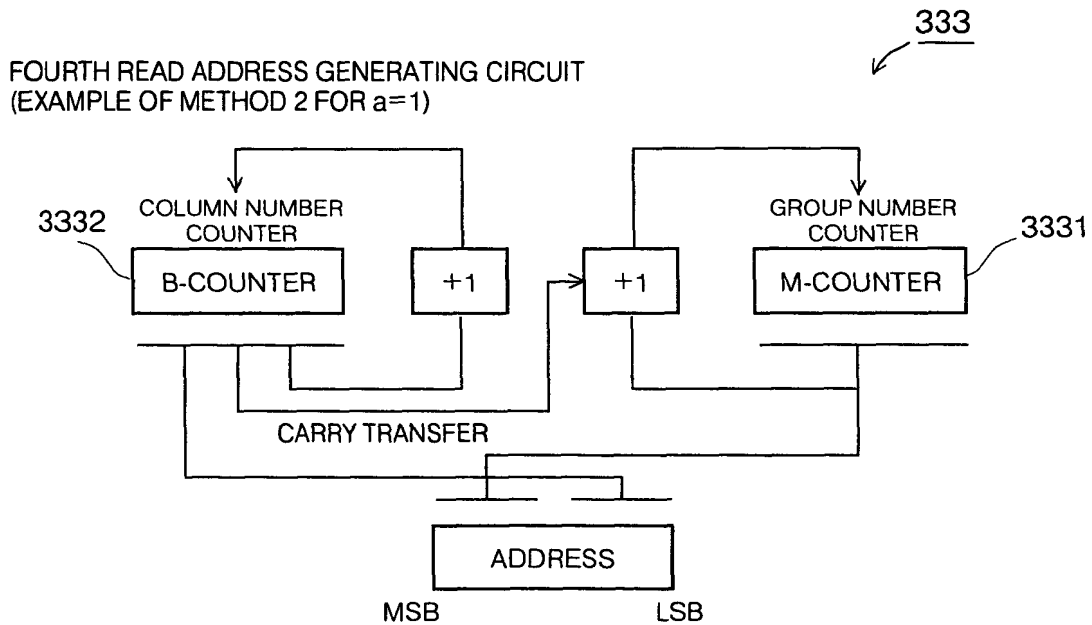 333
FOURTH READ ADDRESS GENERATING CIRCUIT
(EXAMPLE OF METHOD 2 FOR a=1)
3332
COLUMN NUMBER
COUNTER
B-COUNTER
+1
+1
GROUP NUMBER
COUNTER
M-COUNTER
3331
CARRY TRANSFER
ADDRESS
MSB
LSB